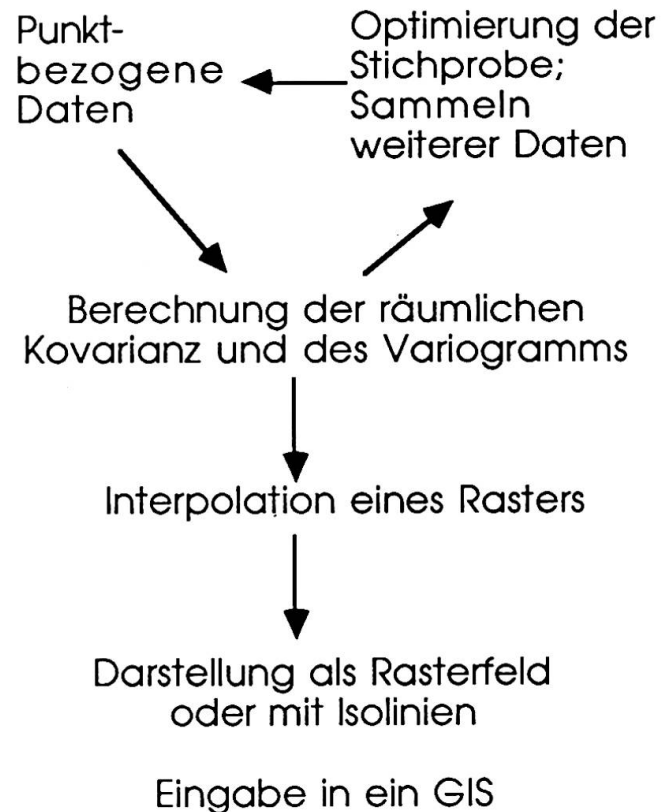 Punkt-
bezogene
Daten
Optimierung der
Stichprobe;
Sammeln
weiterer Daten
Berechnung der räumlichen
Kovarianz und des Variogramms
Interpolation eines Rasters
Darstellung als Rasterfeld
oder mit Isolinien
Eingabe in ein GIS